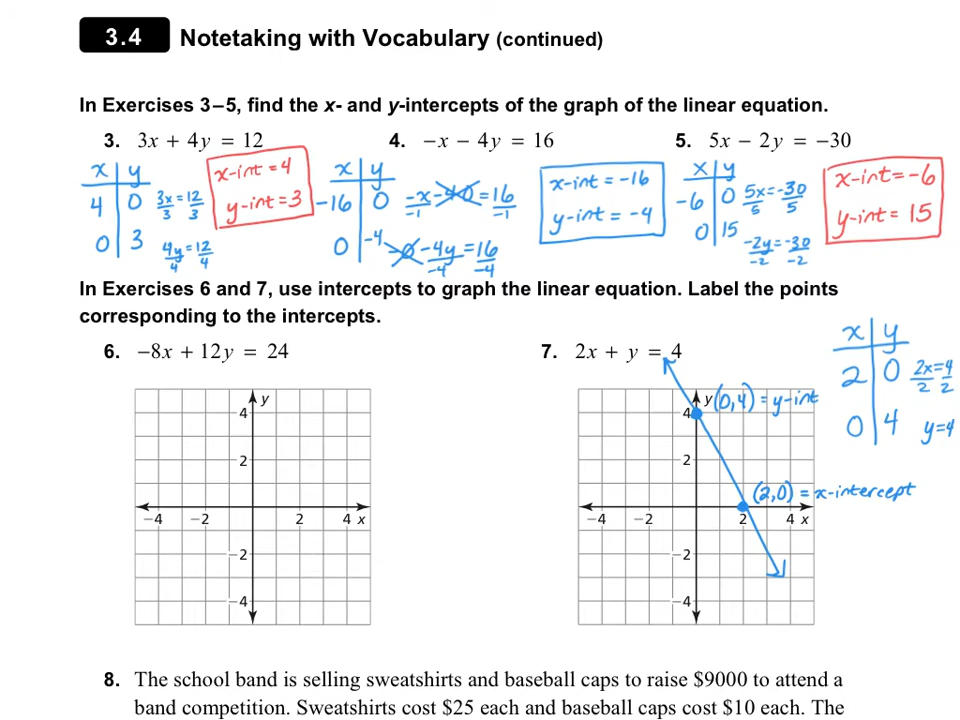 3.4 Notetaking with Vocabulary (continued)
In Exercises 3–5, find the x- and y-intercepts of the graph of the linear equation.
3. 3x + 4y = 12
4. −x − 4y = 16
5. 5x − 2y = −30
x | y
4 | 0 3x/3 = 12/3
0 | 3 4y/4 = 12/4
x-int = 4
y-int = 3
x | y
-16 | 0 -x/-1 - 4·0 = 16/-1
0 | -4 -0 -4y/-4 = 16/-4
x-int = -16
y-int = -4
x | y
-6 | 0 5x/5 = -30/5
0 | 15 -2y/-2 = -30/-2
x-int = -6
y-int = 15
In Exercises 6 and 7, use intercepts to graph the linear equation. Label the points
corresponding to the intercepts.
6. −8x + 12y = 24
7. 2x + y = 4
y
4
2
−4 −2 2 4 x
−2
−4
y (0,4) = y-int
4
2
(2,0) = x-intercept
−4 −2 2 4 x
−2
−4
x | y
2 | 0 2x/2 = 4/2
0 | 4 y=4
8. The school band is selling sweatshirts and baseball caps to raise $9000 to attend a
band competition. Sweatshirts cost $25 each and baseball caps cost $10 each. The